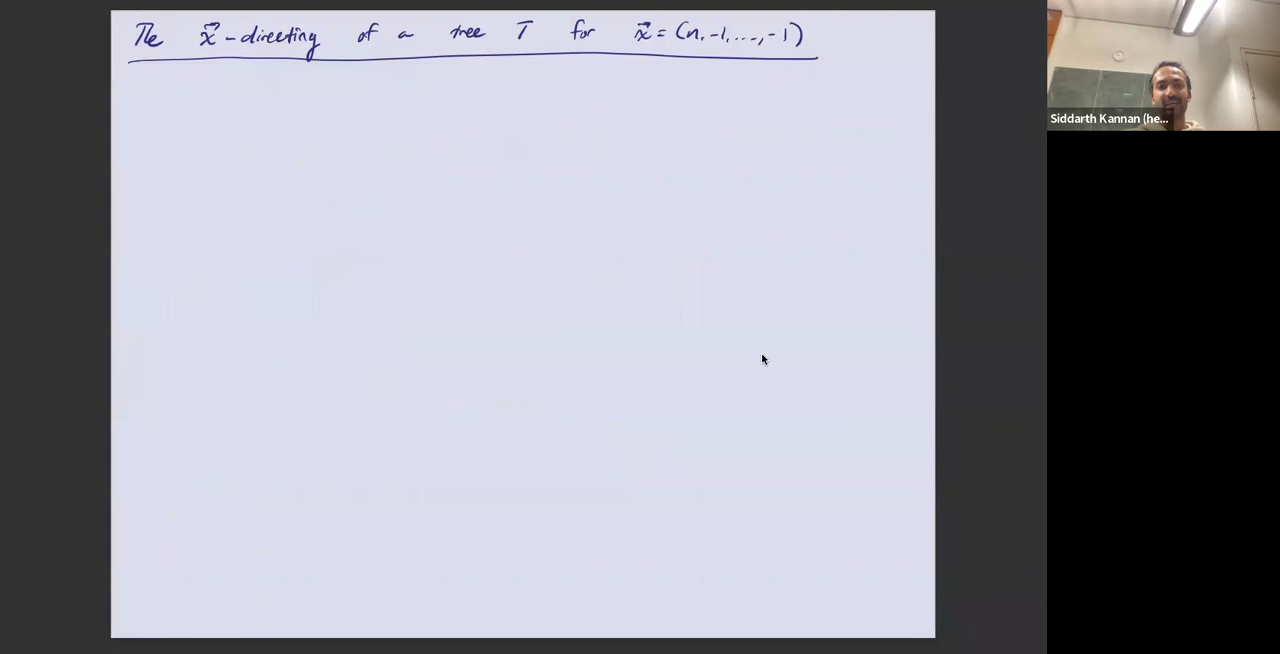 The x⃗-directing of a tree T for x⃗ = (n, -1, ..., -1)
Siddarth Kannan (he...